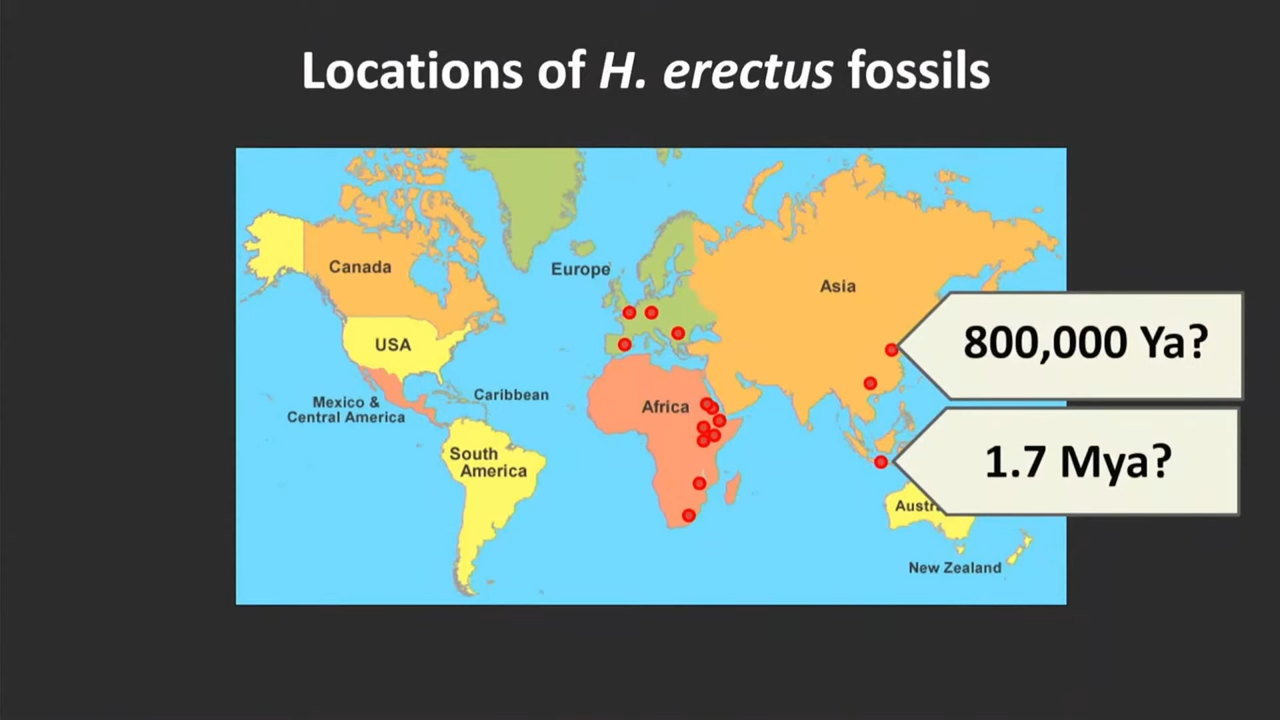 Locations of H. erectus fossils
Canada
Europe
Asia
USA
800,000 Ya?
Mexico &
Central America
Caribbean
Africa
South
America
1.7 Mya?
Austr
New Zealand